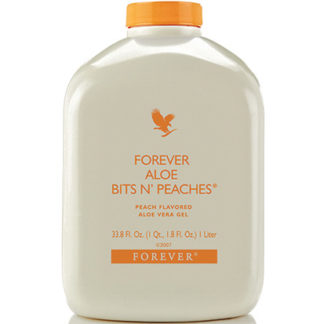 FOREVER
ALOE
BITS N' PEACHES®
PEACH FLAVORED
ALOE VERA GEL
33.8 Fl. Oz. (1 Qt., 1.8 Fl. Oz.) 1 Liter
©2007
FOREVER®